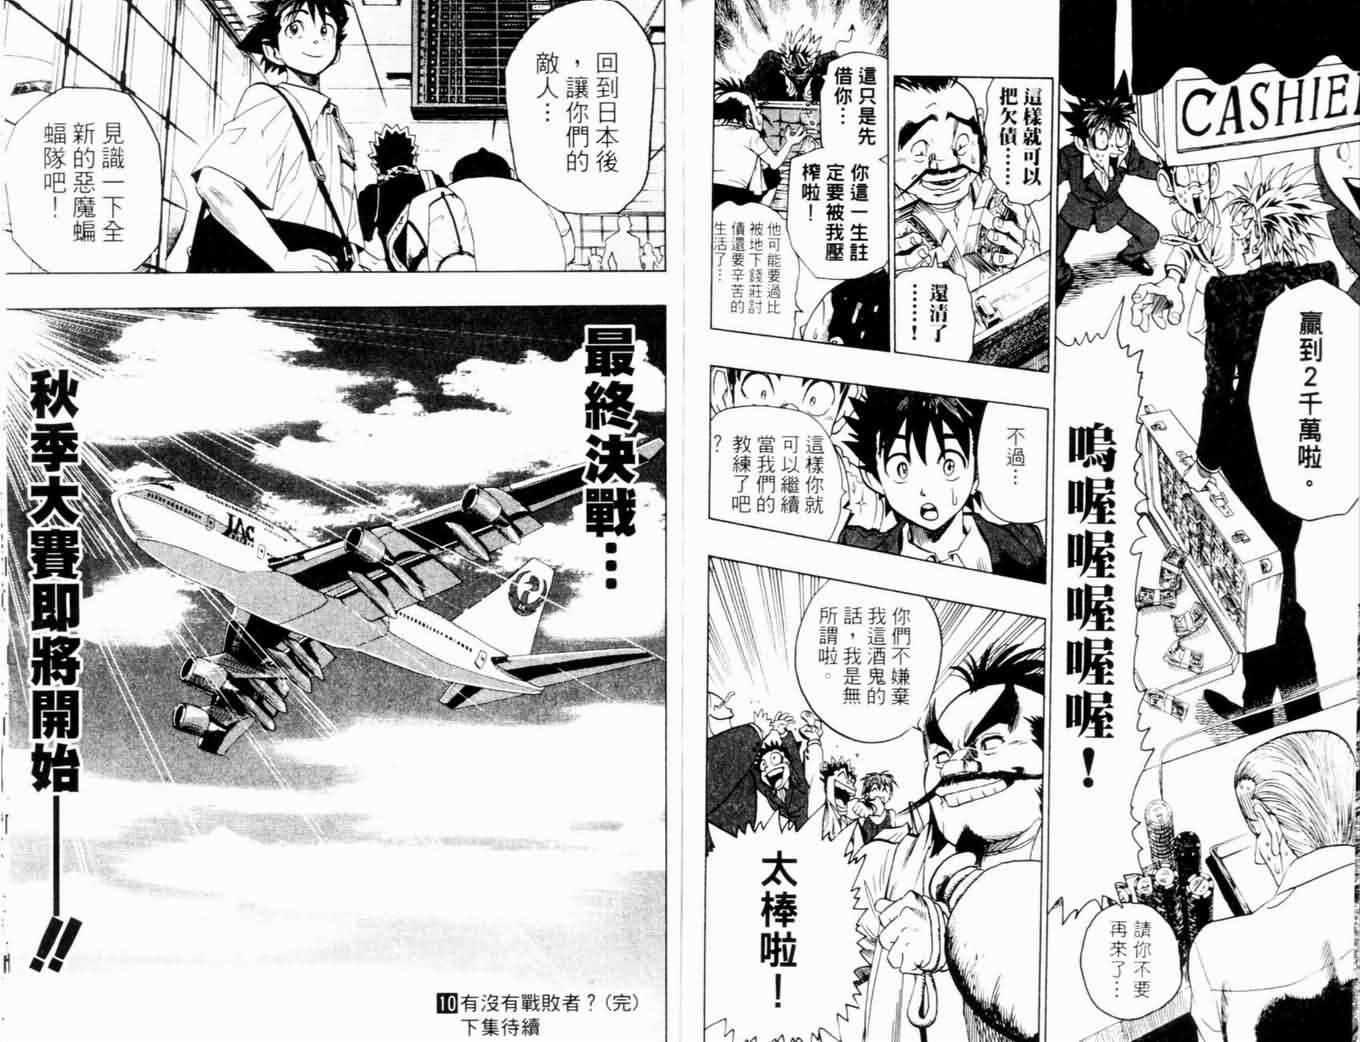 CASHIER
贏到2千萬啦。
嗚喔喔喔喔喔！
請你不要
再來了…
這樣就可以
把欠債……
還清了
……！
這只是先
借你…
你這一生註
定要被我壓
榨啦！
他可能要過比
被地下錢莊討
債還要辛苦的
生活了…
不過…
這樣你就
可以繼續
當我們的
教練了吧
？
你們不嫌棄
我這酒鬼的
話，我是無
所謂啦。
太棒啦！
回到日本後
，讓你們的
敵人…
見識一下全
新的惡魔蝙
蝠隊吧！
最終決戰…
秋季大賽即將開始——!!
JAC
10有沒有戰敗者？（完）
下集待續